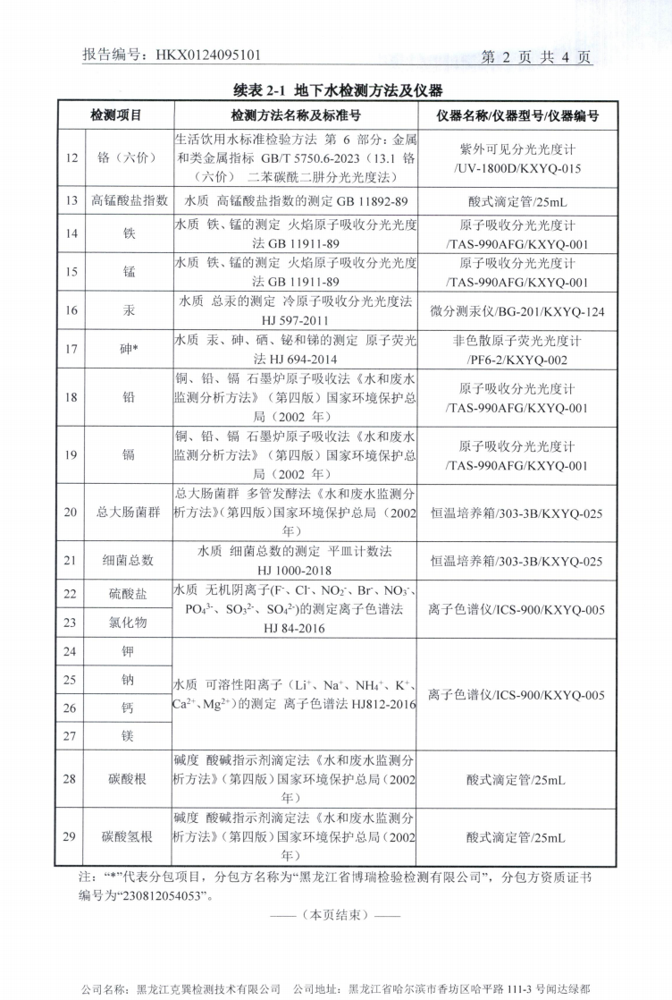 报告编号：HKX0124095101 第 2 页 共 4 页
续表 2-1 地下水检测方法及仪器
检测项目 检测方法名称及标准号 仪器名称/仪器型号/仪器编号
生活饮用水标准检验方法 第 6 部分：金属
12 铬（六价） 和类金属指标 GB/T 5750.6-2023（13.1 铬 紫外可见分光光度计
（六价） 二苯碳酰二肼分光光度法） /UV-1800D/KXYQ-015
13 高锰酸盐指数 水质 高锰酸盐指数的测定 GB 11892-89 酸式滴定管/25mL
水质 铁、锰的测定 火焰原子吸收分光光度 原子吸收分光光度计
14 铁 法 GB 11911-89 /TAS-990AFG/KXYQ-001
水质 铁、锰的测定 火焰原子吸收分光光度 原子吸收分光光度计
15 锰 法 GB 11911-89 /TAS-990AFG/KXYQ-001
水质 总汞的测定 冷原子吸收分光光度法
16 汞 HJ 597-2011 微分测汞仪/BG-201/KXYQ-124
水质 汞、砷、硒、铋和锑的测定 原子荧光 非色散原子荧光光度计
17 砷* 法 HJ 694-2014 /PF6-2/KXYQ-002
铜、铅、镉 石墨炉原子吸收法《水和废水
18 铅 监测分析方法》（第四版）国家环境保护总 原子吸收分光光度计
局（2002 年） /TAS-990AFG/KXYQ-001
铜、铅、镉 石墨炉原子吸收法《水和废水
19 镉 监测分析方法》（第四版）国家环境保护总 原子吸收分光光度计
局（2002 年） /TAS-990AFG/KXYQ-001
总大肠菌群 多管发酵法《水和废水监测分
20 总大肠菌群 析方法》（第四版）国家环境保护总局（2002 恒温培养箱/303-3B/KXYQ-025
年）
水质 细菌总数的测定 平皿计数法
21 细菌总数 HJ 1000-2018 恒温培养箱/303-3B/KXYQ-025
22 硫酸盐 水质 无机阴离子(F⁻、Cl⁻、NO₂⁻、Br⁻、NO₃⁻、
PO₄³⁻、SO₃²⁻、SO₄²⁻)的测定离子色谱法 离子色谱仪/ICS-900/KXYQ-005
23 氯化物 HJ 84-2016
24 钾
25 钠 水质 可溶性阳离子（Li⁺、Na⁺、NH₄⁺、K⁺、
26 钙 Ca²⁺、Mg²⁺）的测定 离子色谱法 HJ812-2016 离子色谱仪/ICS-900/KXYQ-005
27 镁
碱度 酸碱指示剂滴定法《水和废水监测分
28 碳酸根 析方法》（第四版）国家环境保护总局（2002 酸式滴定管/25mL
年）
碱度 酸碱指示剂滴定法《水和废水监测分
29 碳酸氢根 析方法》（第四版）国家环境保护总局（2002 酸式滴定管/25mL
年）
注：“*”代表分包项目，分包方名称为“黑龙江省博瑞检验检测有限公司”，分包方资质证书
编号为“230812054053”。
——（本页结束）——
公司名称：黑龙江克巽检测技术有限公司 公司地址：黑龙江省哈尔滨市香坊区哈平路 111-3 号闻达绿都